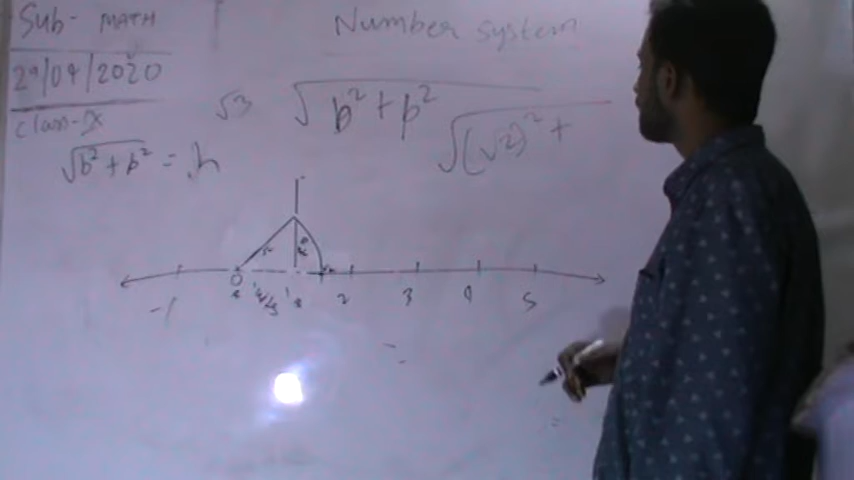 Sub- MATH
Number system
29/04/2020
Class-IX
√3
√b²+p²
√(√2)²+
√b²+p² = h
0
-1
1
2
3
4
5